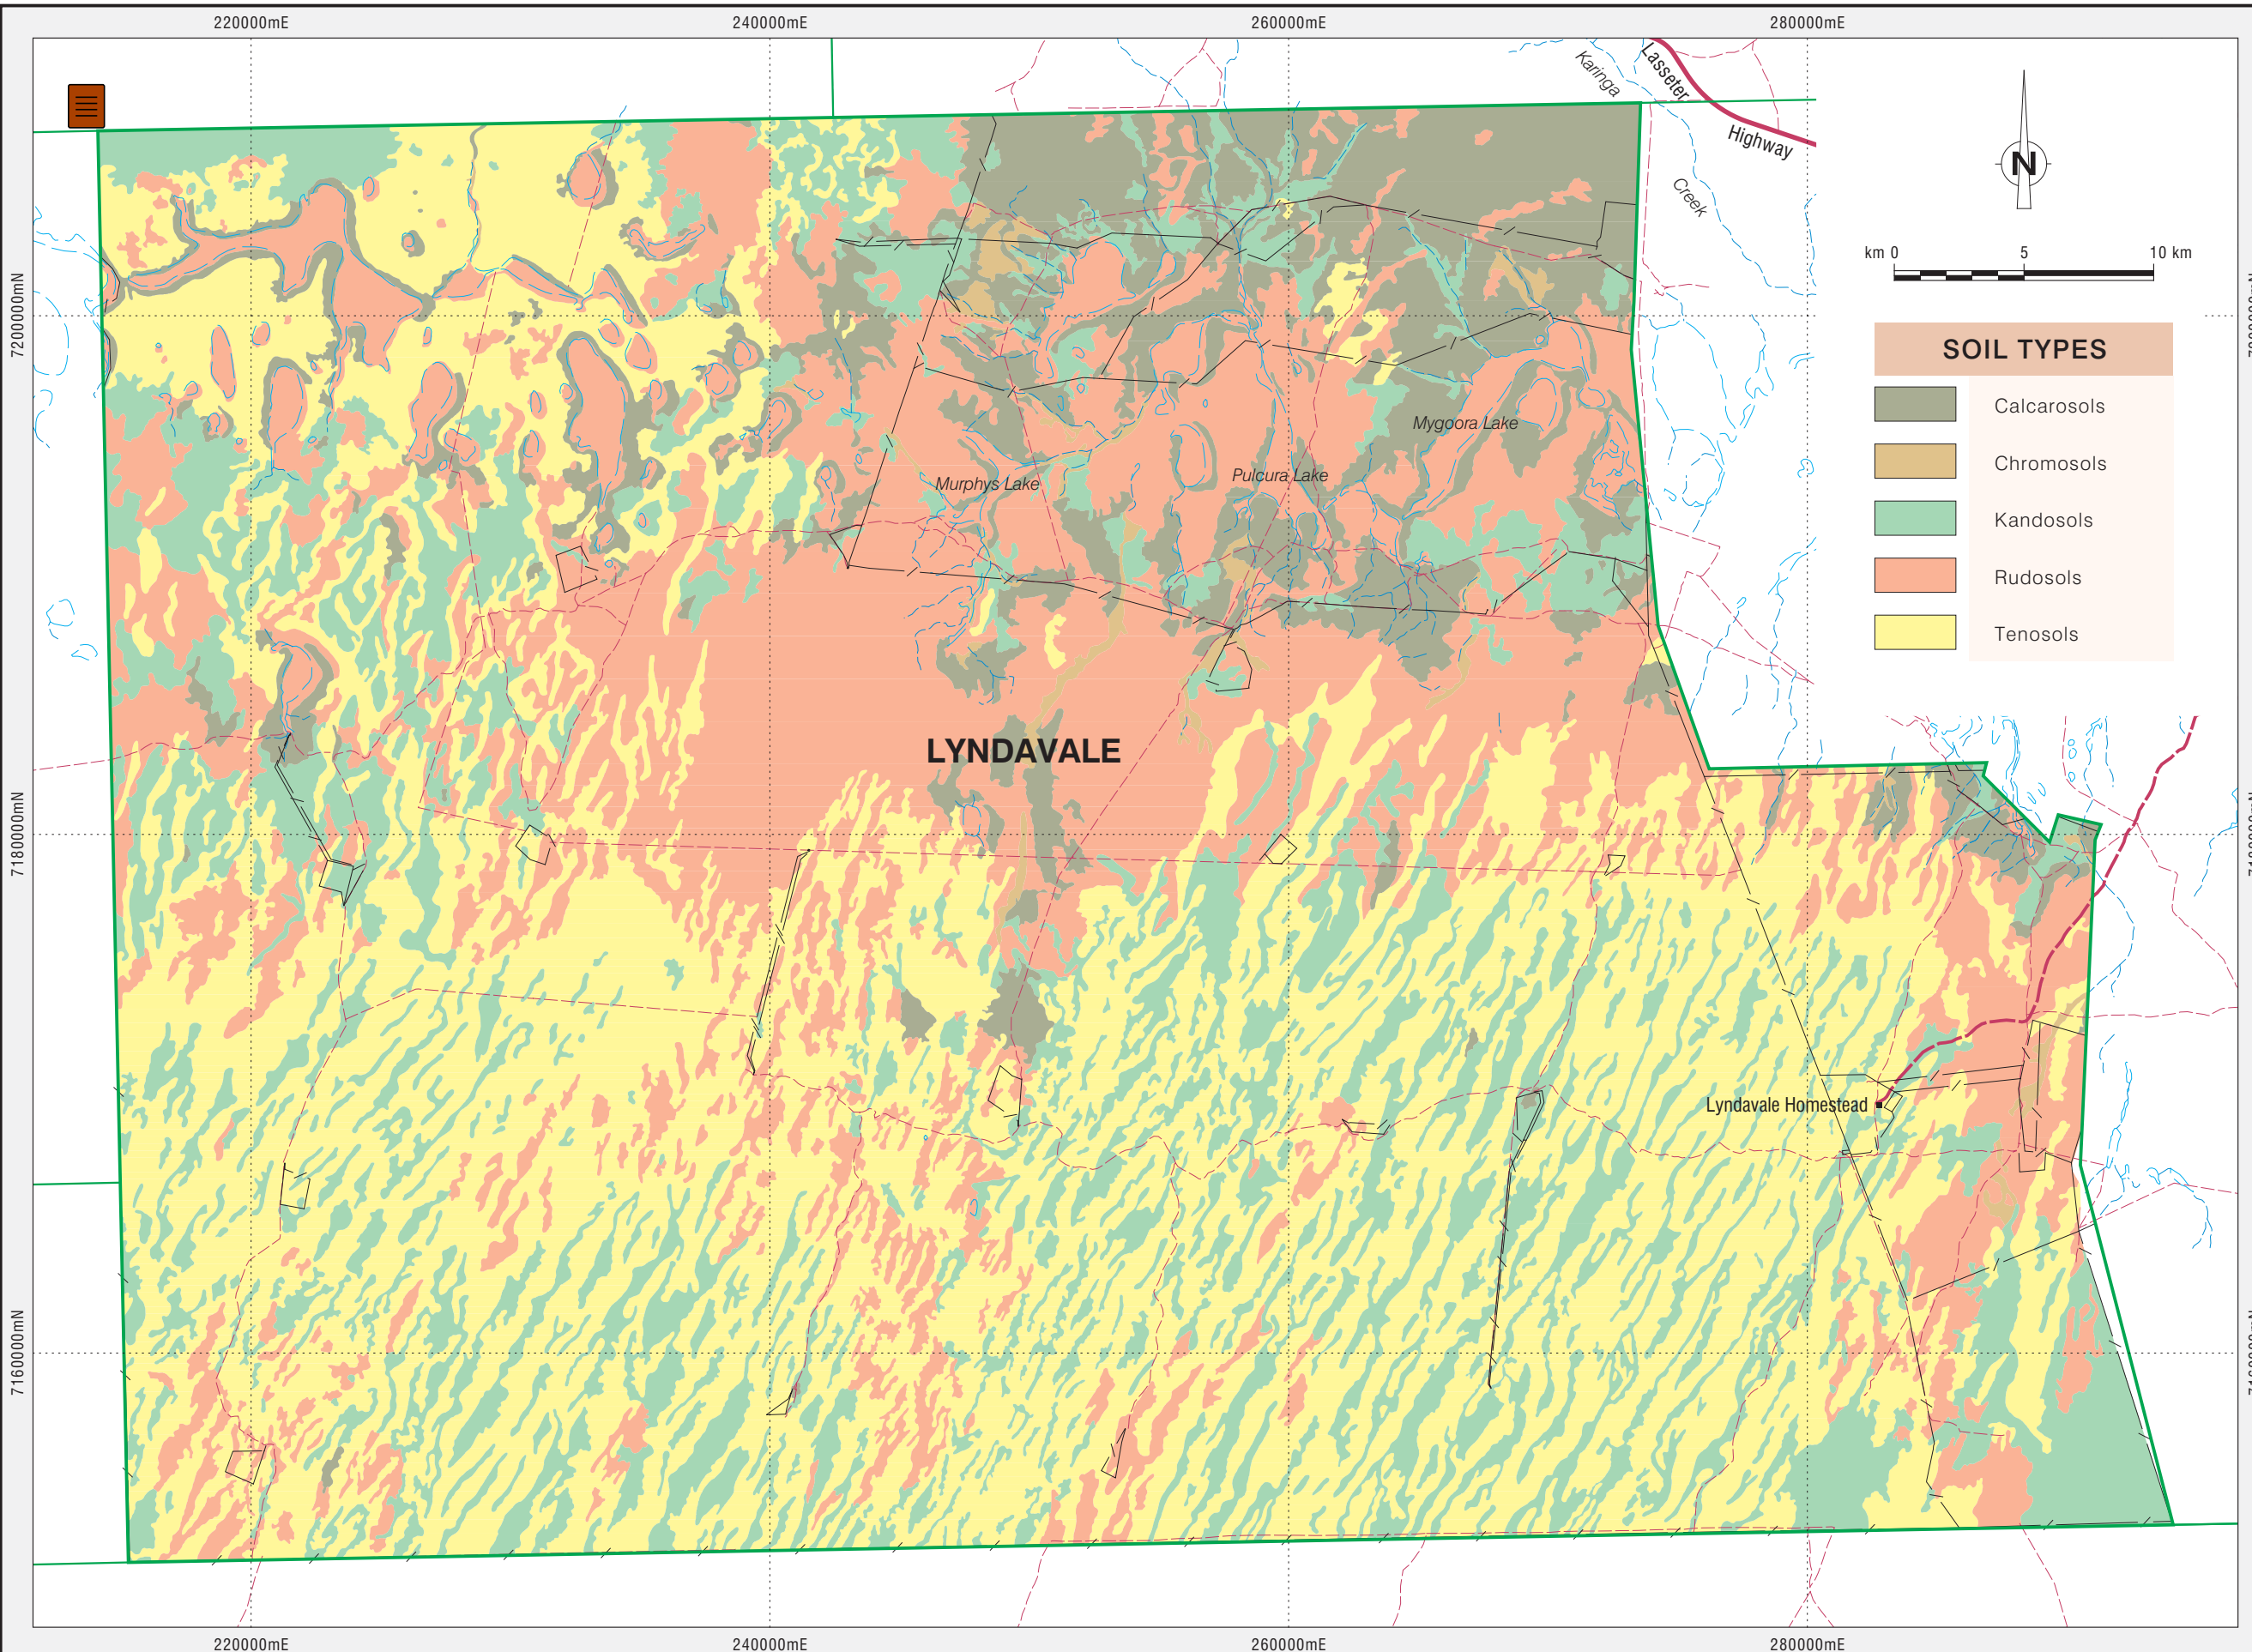 220000mE 240000mE 260000mE 280000mE
Lasseter
Highway
Karinga
Creek
N
km 0 5 10 km
7200000mN
SOIL TYPES
Calcarosols
Chromosols
Kandosols
Rudosols
Tenosols
Mygoora Lake
Pulcura Lake
Murphys Lake
LYNDAVALE
7180000mN
Lyndavale Homestead
7160000mN
220000mE 240000mE 260000mE 280000mE